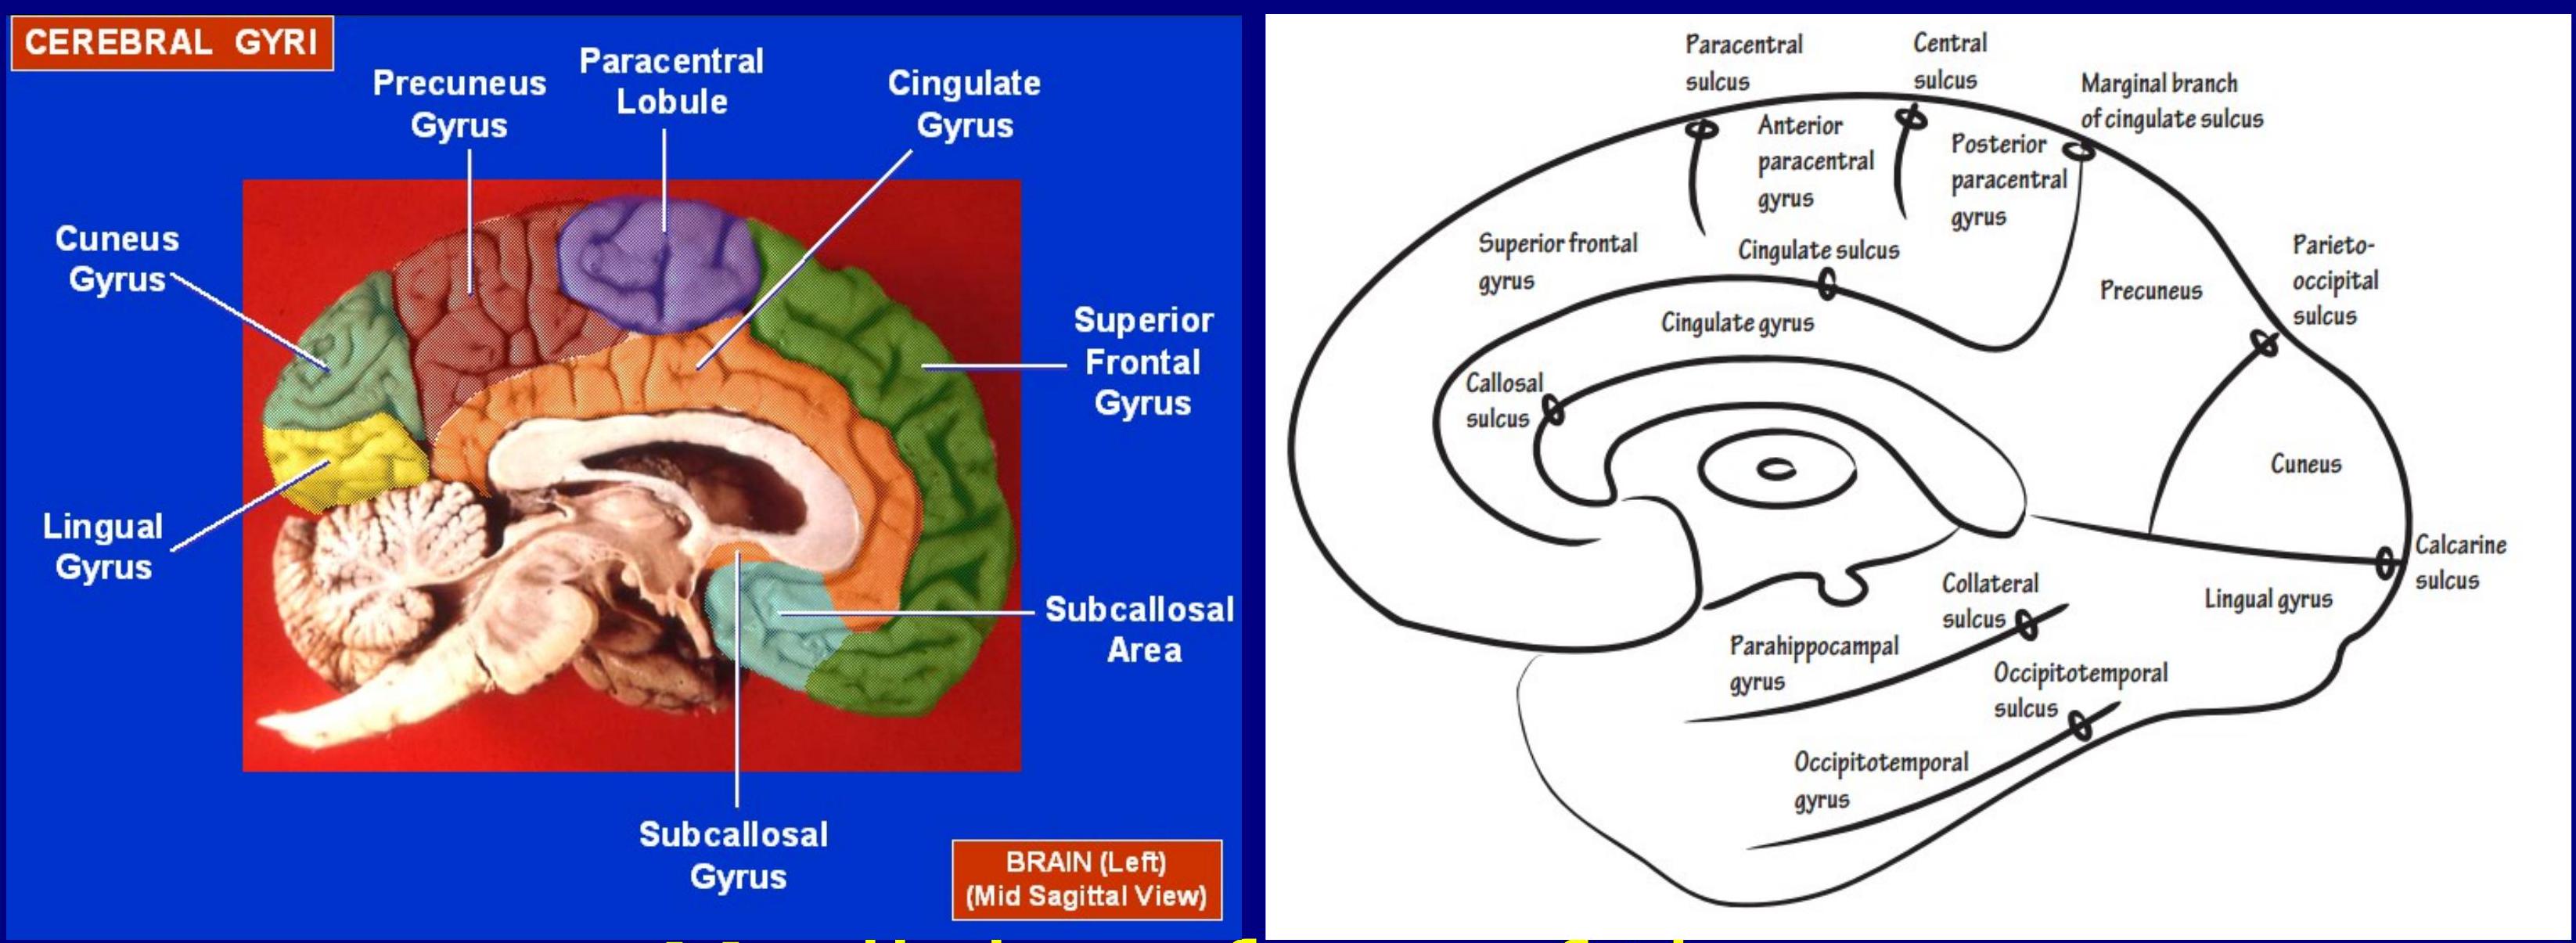 CEREBRAL GYRI
Precuneus
Gyrus
Paracentral
Lobule
Cingulate
Gyrus
Cuneus
Gyrus
Superior
Frontal
Gyrus
Lingual
Gyrus
Subcallosal
Area
Subcallosal
Gyrus
BRAIN (Left)
(Mid Sagittal View)
Paracentral
sulcus
Central
sulcus
Marginal branch
of cingulate sulcus
Anterior
paracentral
gyrus
Posterior
paracentral
gyrus
Superior frontal
gyrus
Cingulate sulcus
Parieto-
occipital
sulcus
Precuneus
Cingulate gyrus
Callosal
sulcus
Cuneus
Calcarine
sulcus
Collateral
sulcus
Lingual gyrus
Parahippocampal
gyrus
Occipitotemporal
sulcus
Occipitotemporal
gyrus